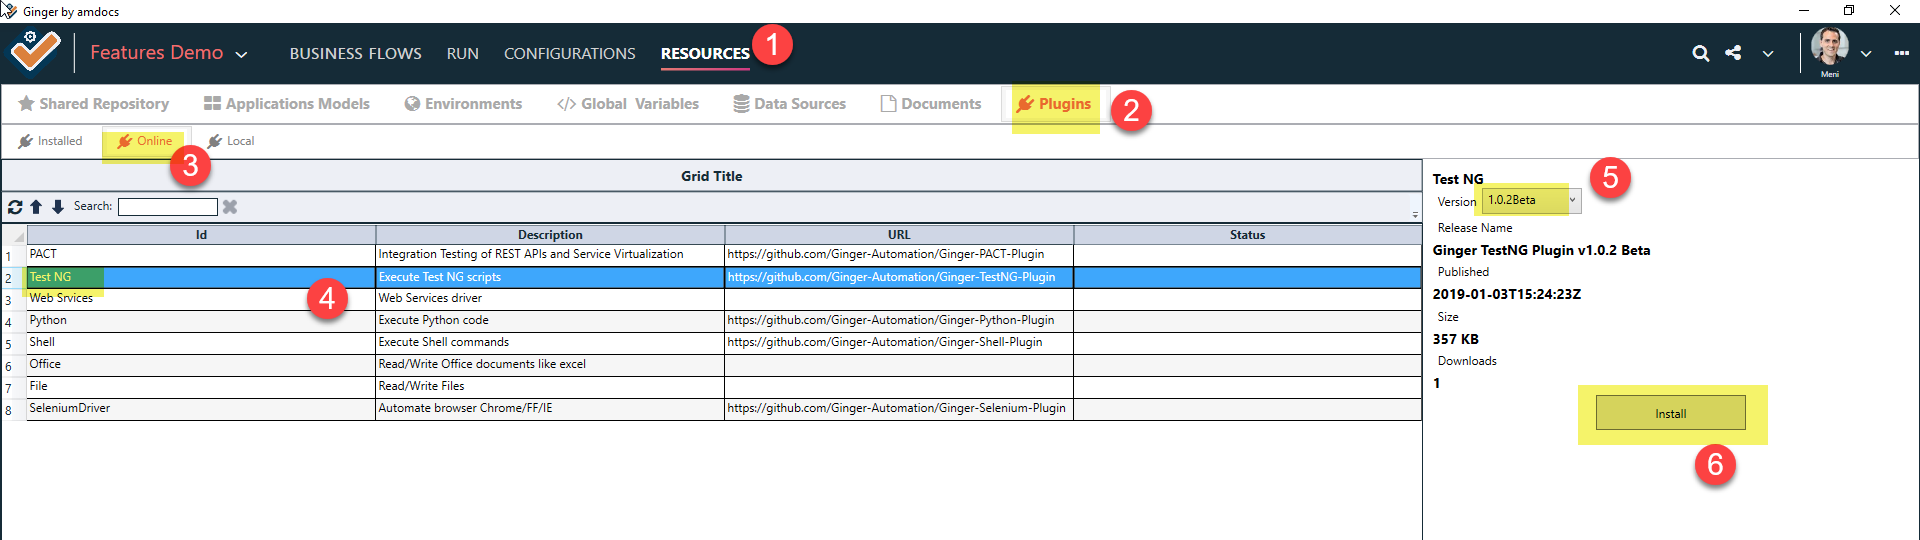 Ginger by amdocs
Features Demo BUSINESS FLOWS RUN CONFIGURATIONS RESOURCES 1
Meni
Shared Repository Applications Models Environments </> Global Variables Data Sources Documents Plugins 2
Installed Online Local
3
Grid Title
Search:
Id Description URL Status
1 PACT Integration Testing of REST APIs and Service Virtualization https://github.com/Ginger-Automation/Ginger-PACT-Plugin
2 Test NG Execute Test NG scripts https://github.com/Ginger-Automation/Ginger-TestNG-Plugin
3 Web Srvices Web Services driver
4
4 Python Execute Python code https://github.com/Ginger-Automation/Ginger-Python-Plugin
5 Shell Execute Shell commands https://github.com/Ginger-Automation/Ginger-Shell-Plugin
6 Office Read/Write Office documents like excel
7 File Read/Write Files
8 SeleniumDriver Automate browser Chrome/FF/IE https://github.com/Ginger-Automation/Ginger-Selenium-Plugin
Test NG
5
Version 1.0.2Beta
Release Name
Ginger TestNG Plugin v1.0.2 Beta
Published
2019-01-03T15:24:23Z
Size
357 KB
Downloads
1
Install
6